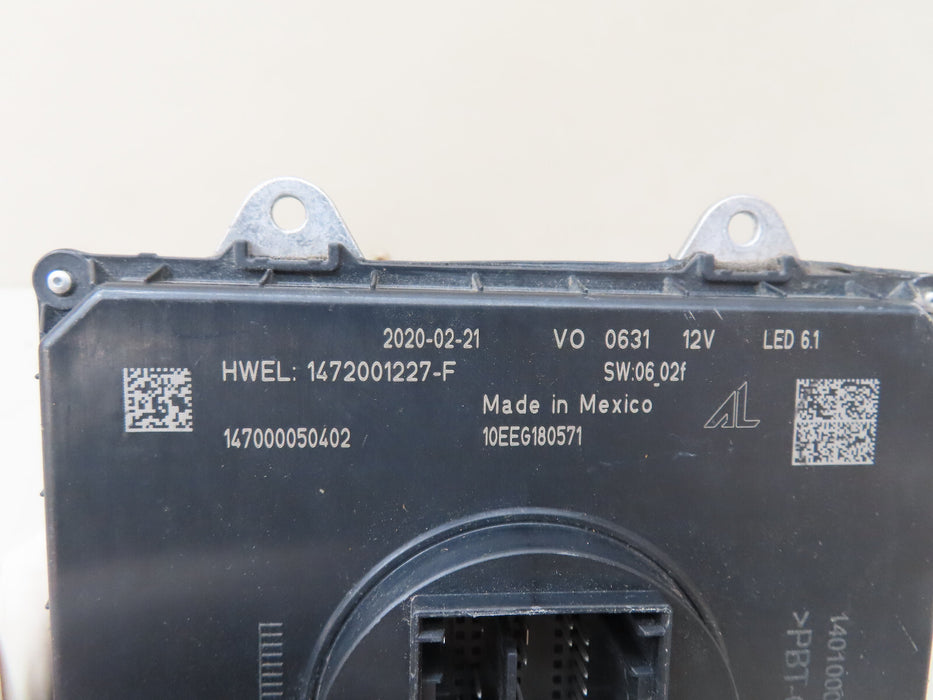 2020-02-21 VO 0631 12V LED 6.1
HWEL: 1472001227-F SW:06_02f
Made in Mexico AL
147000050402 10EEG180571
>PBT